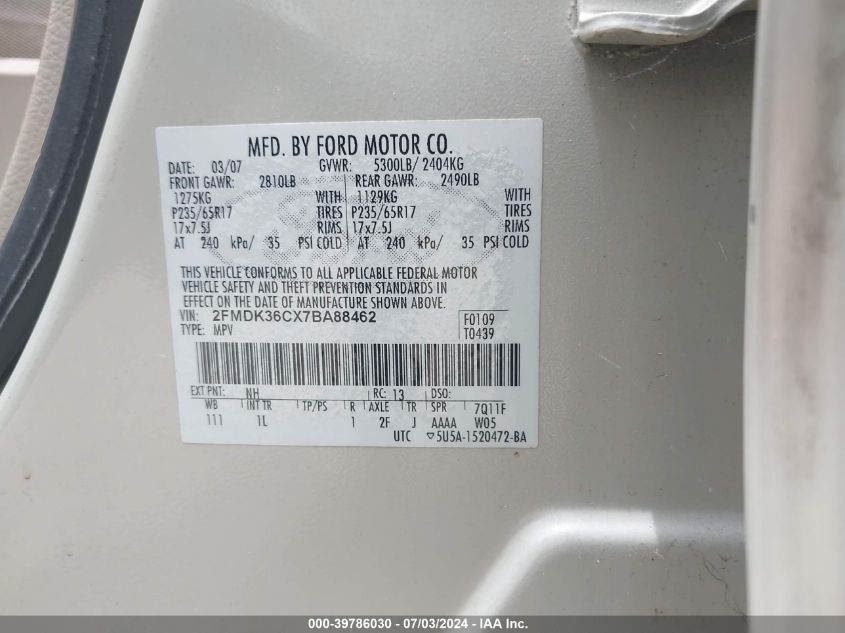 MFD. BY FORD MOTOR CO.
DATE: 03/07 GVWR: 5300LB/ 2404KG
FRONT GAWR: 2810LB REAR GAWR: 2490LB
1275KG WITH 1129KG WITH
P235/65R17 TIRES P235/65R17 TIRES
17x7.5J RIMS 17x7.5J RIMS
AT 240 kPa/ 35 PSI COLD AT 240 kPa/ 35 PSI COLD
THIS VEHICLE CONFORMS TO ALL APPLICABLE FEDERAL MOTOR
VEHICLE SAFETY AND THEFT PREVENTION STANDARDS IN
EFFECT ON THE DATE OF MANUFACTURE SHOWN ABOVE.
VIN: 2FMDK36CX7BA88462 F0109
TYPE: MPV T0439
EXT PNT: NH RC: 13 DSO:
WB INT TR TP/PS R AXLE TR SPR 7Q11F
111 1L 1 2F J AAAA W05
UTC ▽5U5A-1520472-BA
000-39786030 - 07/03/2024 - IAA Inc.